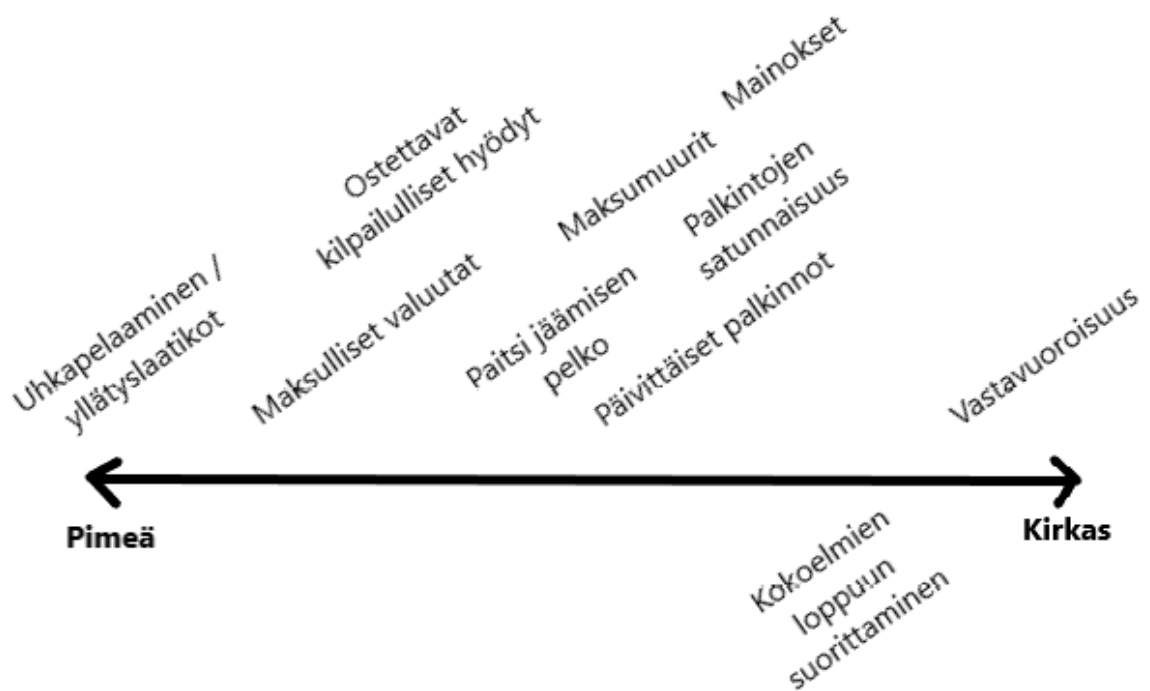 Uhkapelaaminen /
yllätyslaatikot
Ostettavat
kilpailulliset hyödyt
Maksulliset valuutat
Maksumuurit
Paitsi jäämisen
pelko
Mainokset
Palkintojen
satunnaisuus
Päivittäiset palkinnot
Vastavuoroisuus
Pimeä
Kirkas
Kokoelmien
loppuun
suorittaminen